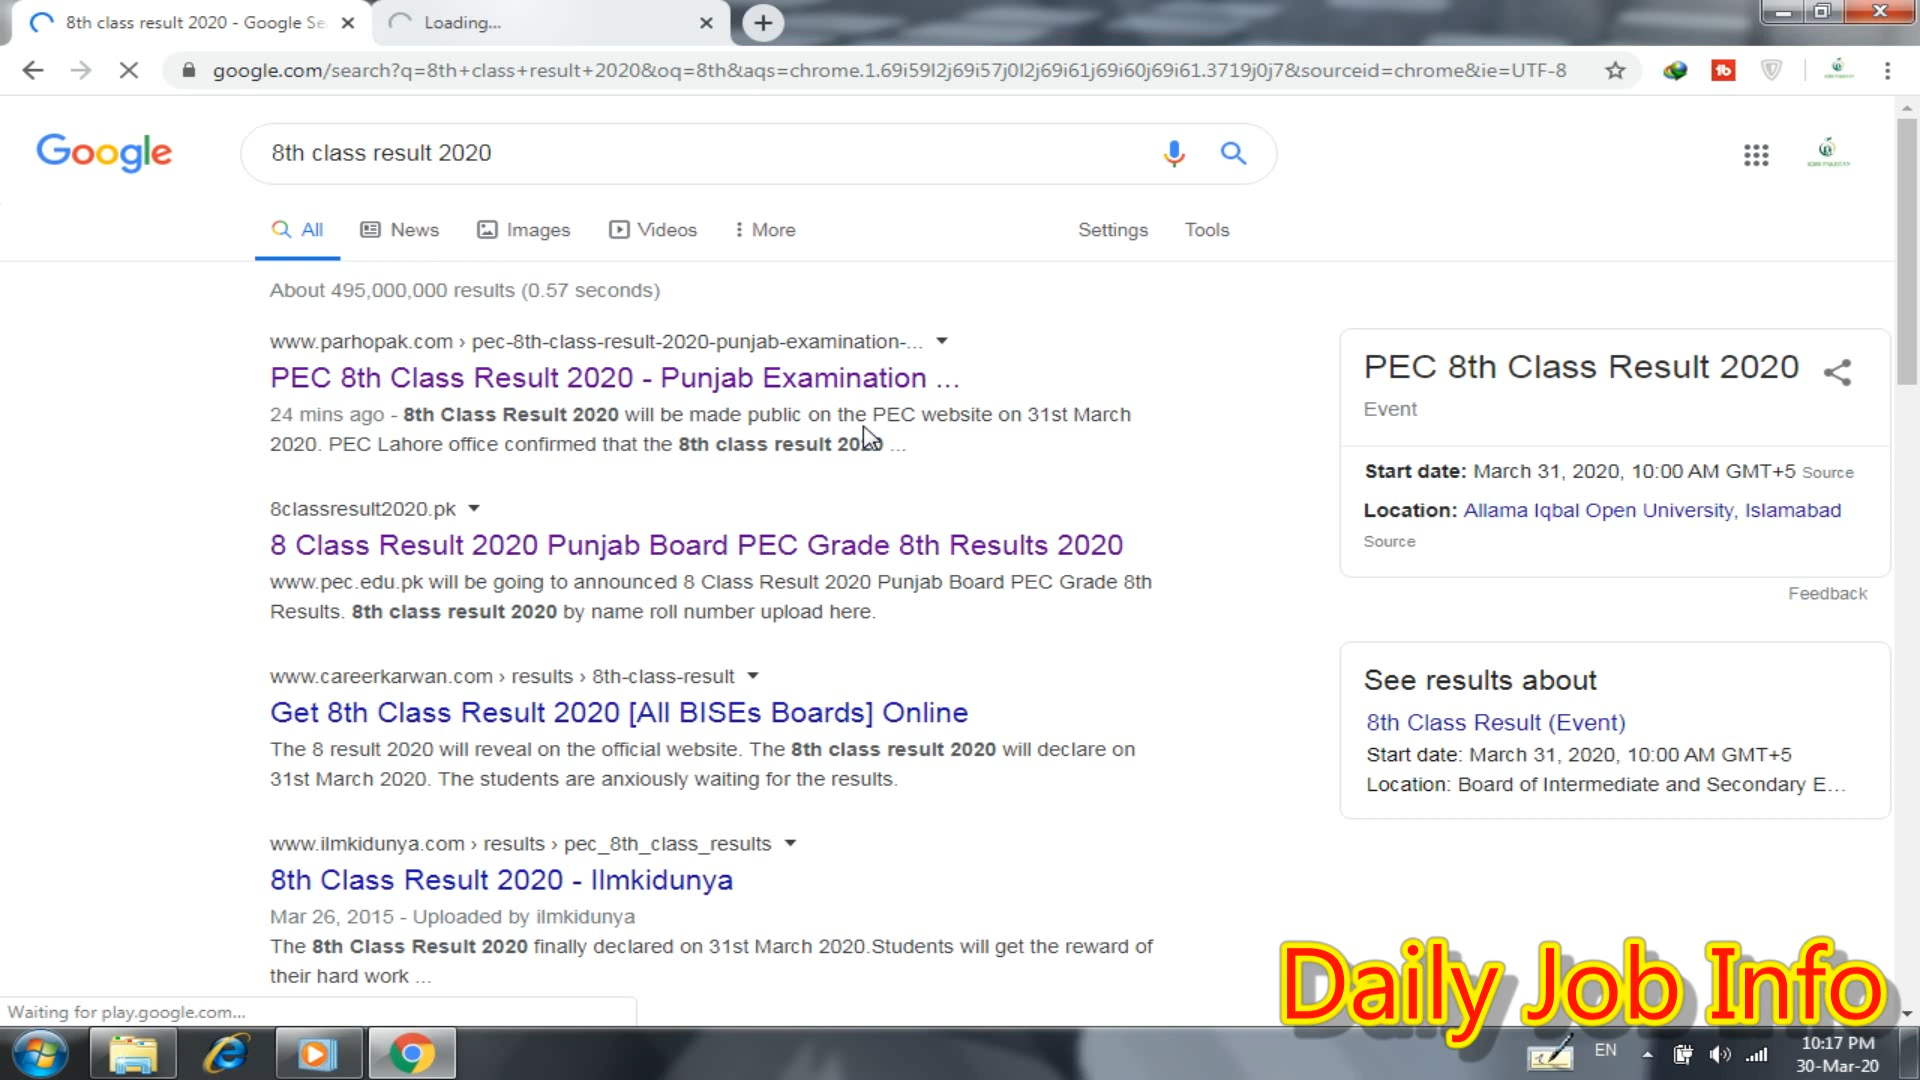 8th class result 2020 - Google Se
Loading...
google.com/search?q=8th+class+result+2020&oq=8th&aqs=chrome.1.69i59l2j69i57j0l2j69i61j69i60j69i61.3719j0j7&sourceid=chrome&ie=UTF-8
Google
8th class result 2020
All
News
Images
Videos
More
Settings
Tools
About 495,000,000 results (0.57 seconds)
www.parhopak.com › pec-8th-class-result-2020-punjab-examination-...
PEC 8th Class Result 2020 - Punjab Examination ...
24 mins ago - 8th Class Result 2020 will be made public on the PEC website on 31st March
2020. PEC Lahore office confirmed that the 8th class result 2020 ...
8classresult2020.pk
8 Class Result 2020 Punjab Board PEC Grade 8th Results 2020
www.pec.edu.pk will be going to announced 8 Class Result 2020 Punjab Board PEC Grade 8th
Results. 8th class result 2020 by name roll number upload here.
www.careerkarwan.com › results › 8th-class-result
Get 8th Class Result 2020 [All BISEs Boards] Online
The 8 result 2020 will reveal on the official website. The 8th class result 2020 will declare on
31st March 2020. The students are anxiously waiting for the results.
www.ilmkidunya.com › results › pec_8th_class_results
8th Class Result 2020 - Ilmkidunya
Mar 26, 2015 - Uploaded by ilmkidunya
The 8th Class Result 2020 finally declared on 31st March 2020.Students will get the reward of
their hard work ...
PEC 8th Class Result 2020
Event
Start date: March 31, 2020, 10:00 AM GMT+5 Source
Location: Allama Iqbal Open University, Islamabad
Source
Feedback
See results about
8th Class Result (Event)
Start date: March 31, 2020, 10:00 AM GMT+5
Location: Board of Intermediate and Secondary E...
Daily Job Info
Waiting for play.google.com...
EN
10:17 PM
30-Mar-20